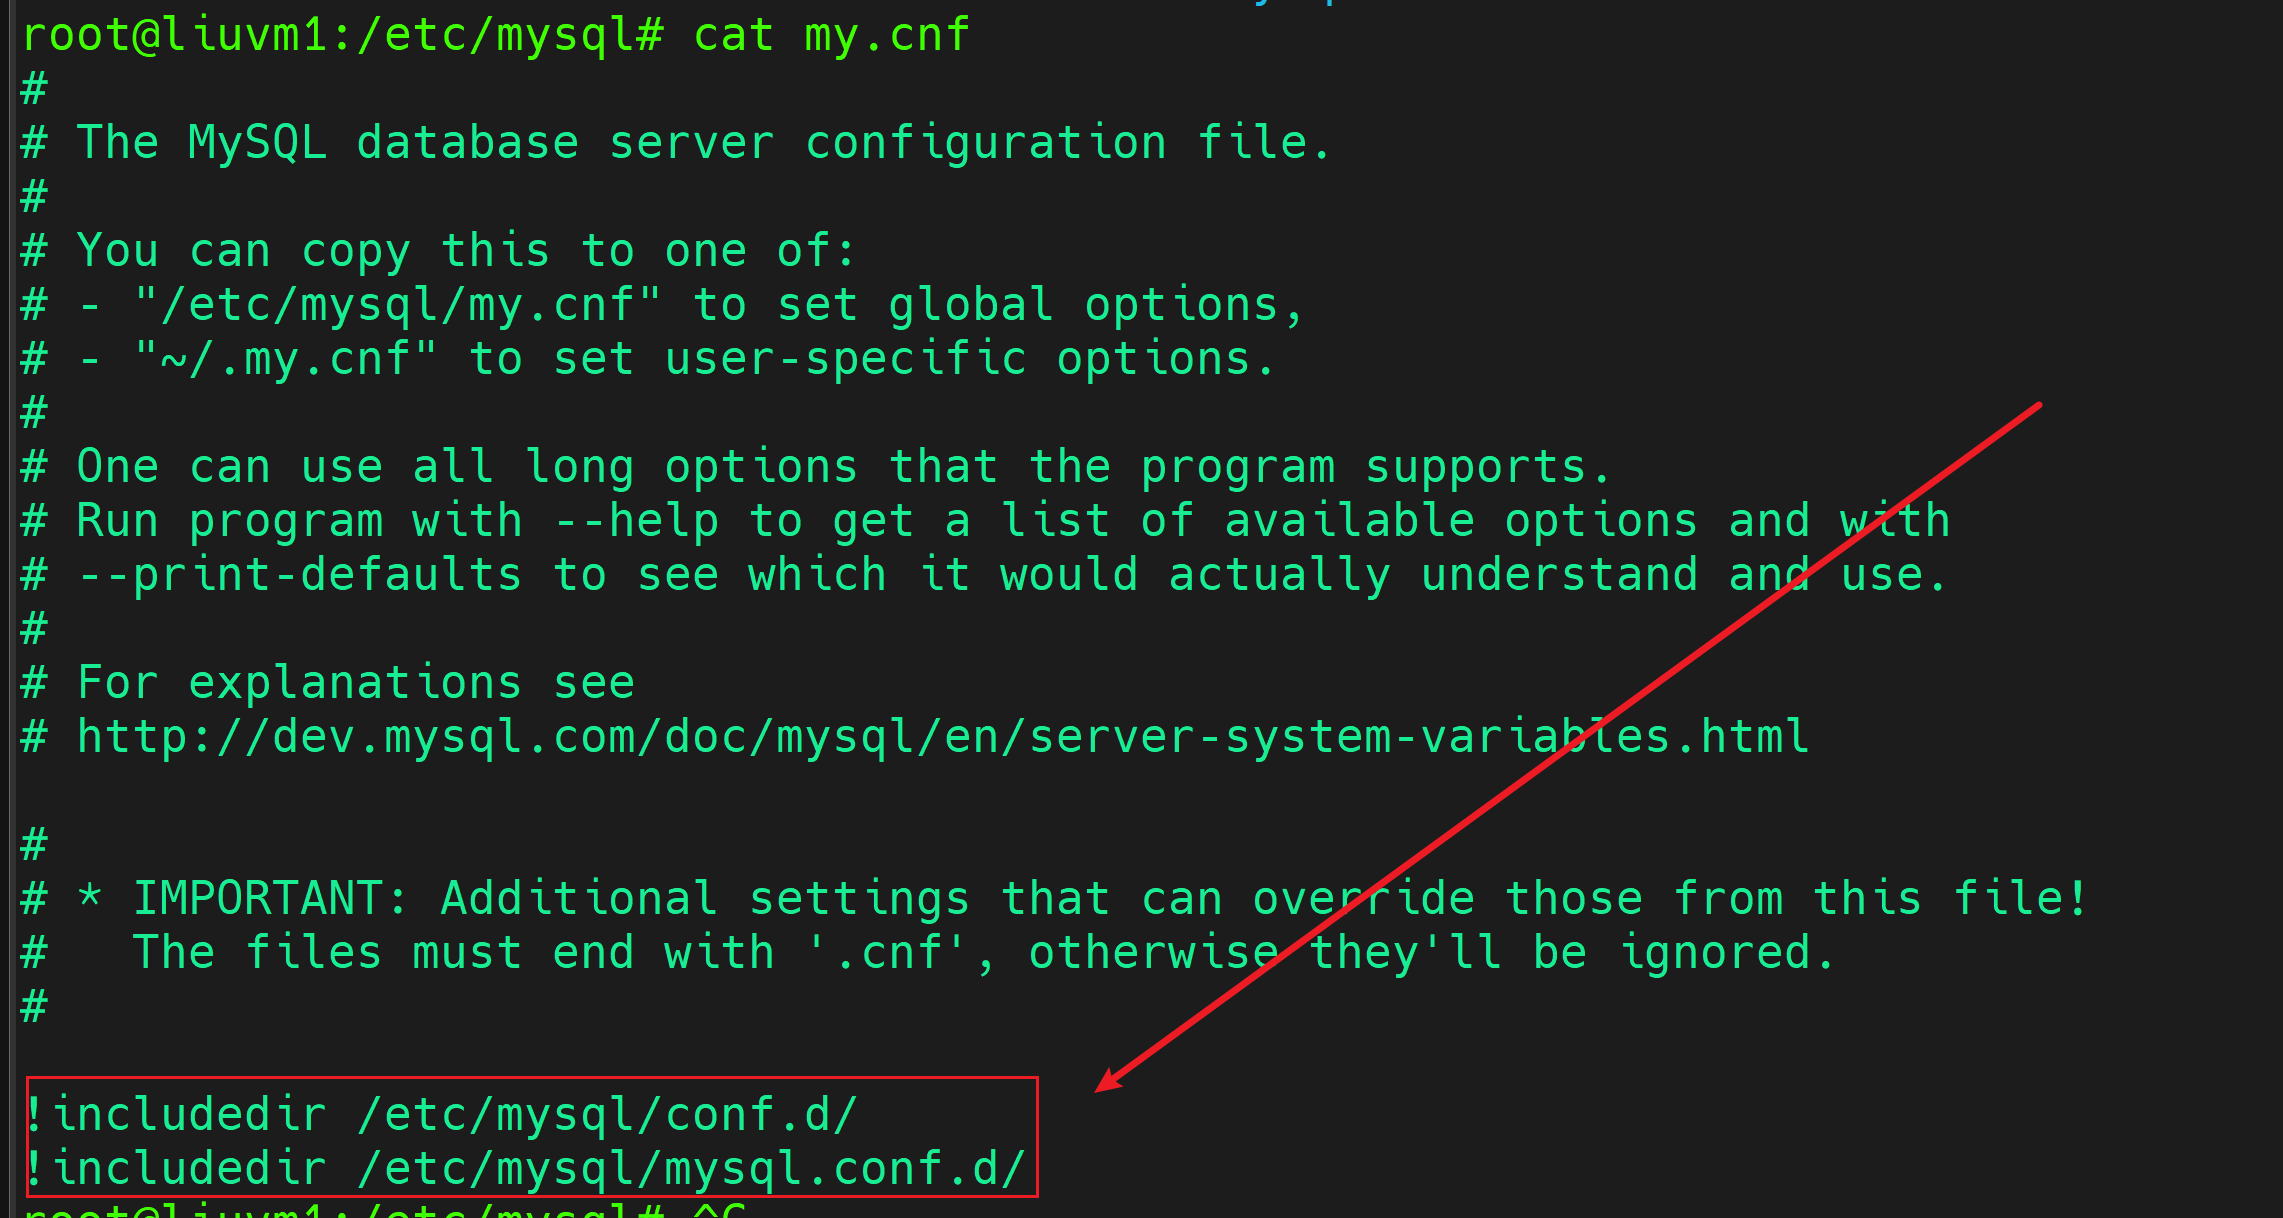 root@liuvm1:/etc/mysql# cat my.cnf
#
# The MySQL database server configuration file.
#
# You can copy this to one of:
# - "/etc/mysql/my.cnf" to set global options,
# - "~/.my.cnf" to set user-specific options.
#
# One can use all long options that the program supports.
# Run program with --help to get a list of available options and with
# --print-defaults to see which it would actually understand and use.
#
# For explanations see
# http://dev.mysql.com/doc/mysql/en/server-system-variables.html
#
# * IMPORTANT: Additional settings that can override those from this file!
#   The files must end with '.cnf', otherwise they'll be ignored.
#
!includedir /etc/mysql/conf.d/
!includedir /etc/mysql/mysql.conf.d/
root@liuvm1:/etc/mysql# ^C